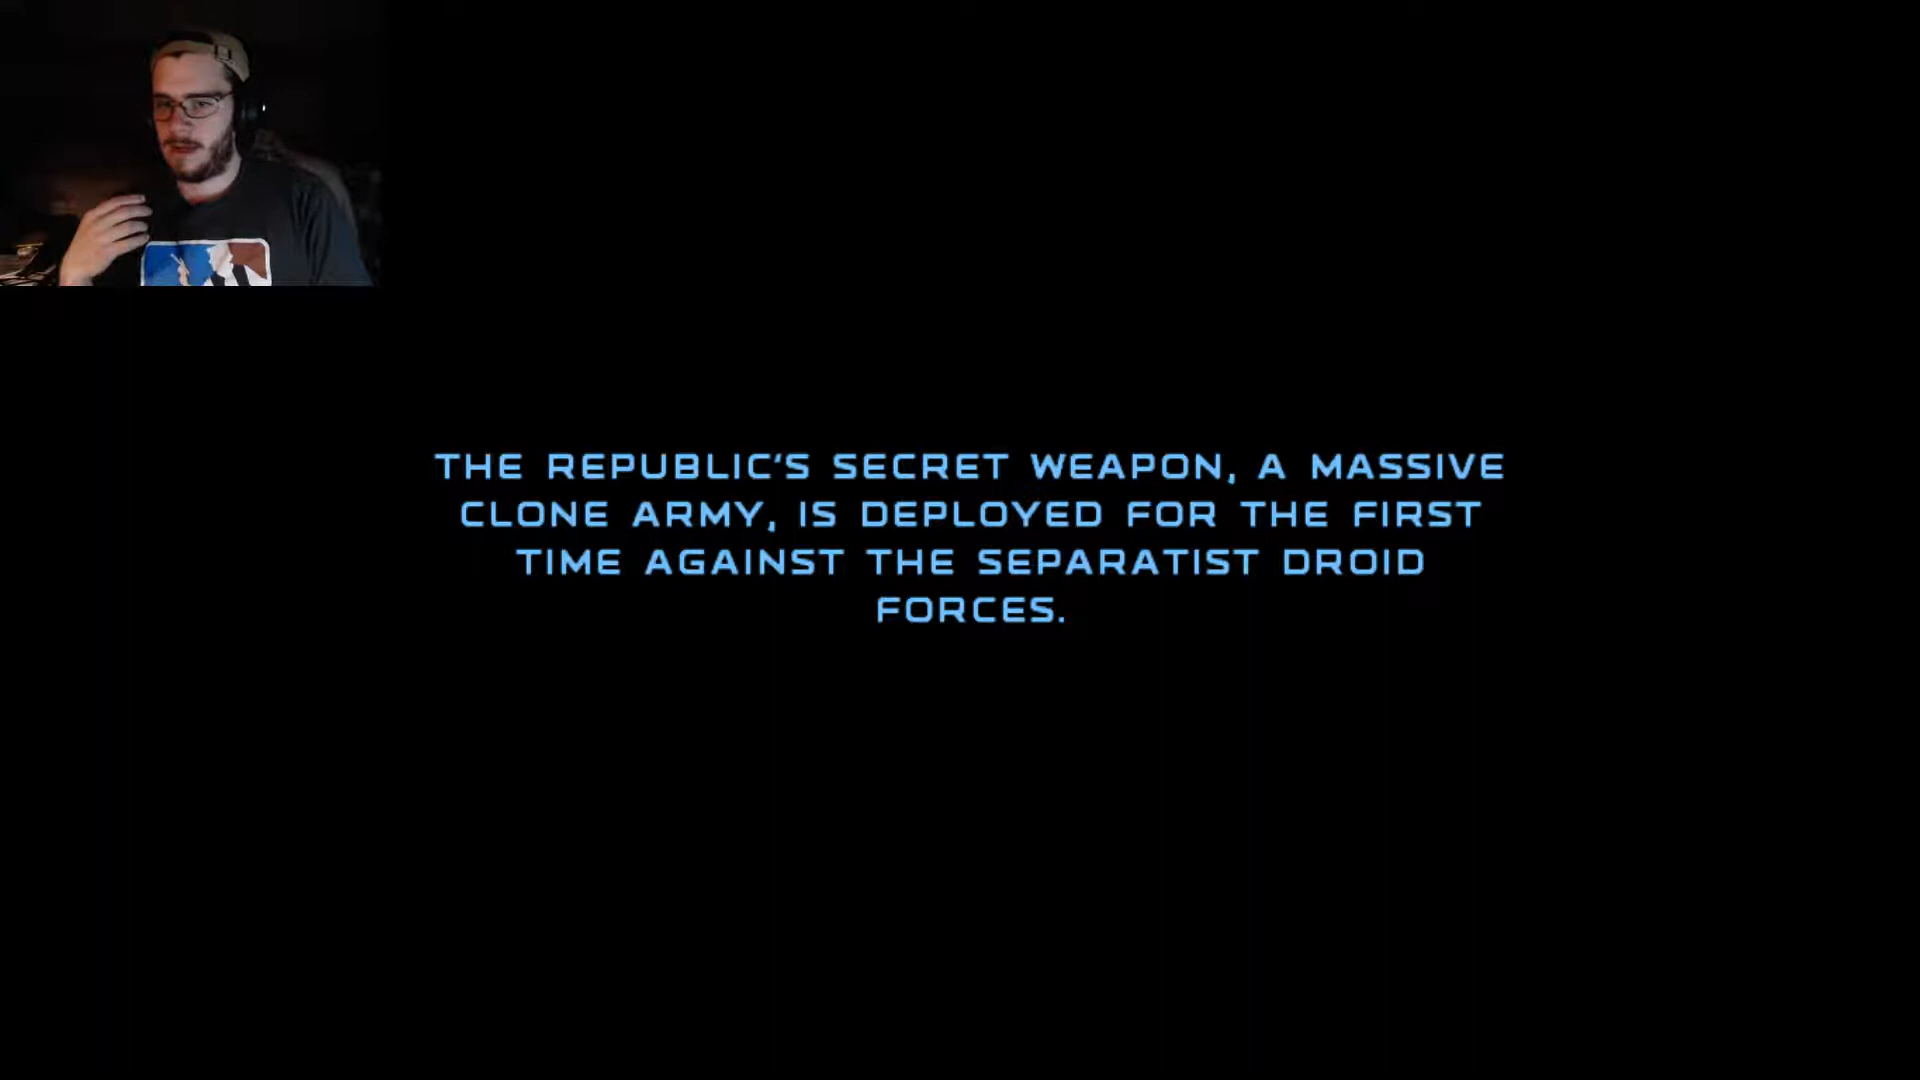 THE REPUBLIC'S SECRET WEAPON, A MASSIVE
CLONE ARMY, IS DEPLOYED FOR THE FIRST
TIME AGAINST THE SEPARATIST DROID
FORCES.